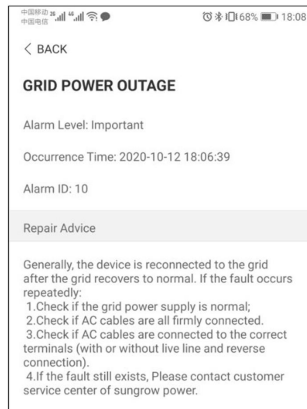 中国移动 2G 4G
中国电信
68% 18:08
< BACK
GRID POWER OUTAGE
Alarm Level: Important
Occurrence Time: 2020-10-12 18:06:39
Alarm ID: 10
Repair Advice
Generally, the device is reconnected to the grid
after the grid recovers to normal. If the fault occurs
repeatedly:
1.Check if the grid power supply is normal;
2.Check if AC cables are all firmly connected.
3.Check if AC cables are connected to the correct
terminals (with or without live line and reverse
connection).
4.If the fault still exists, Please contact customer
service center of sungrow power.